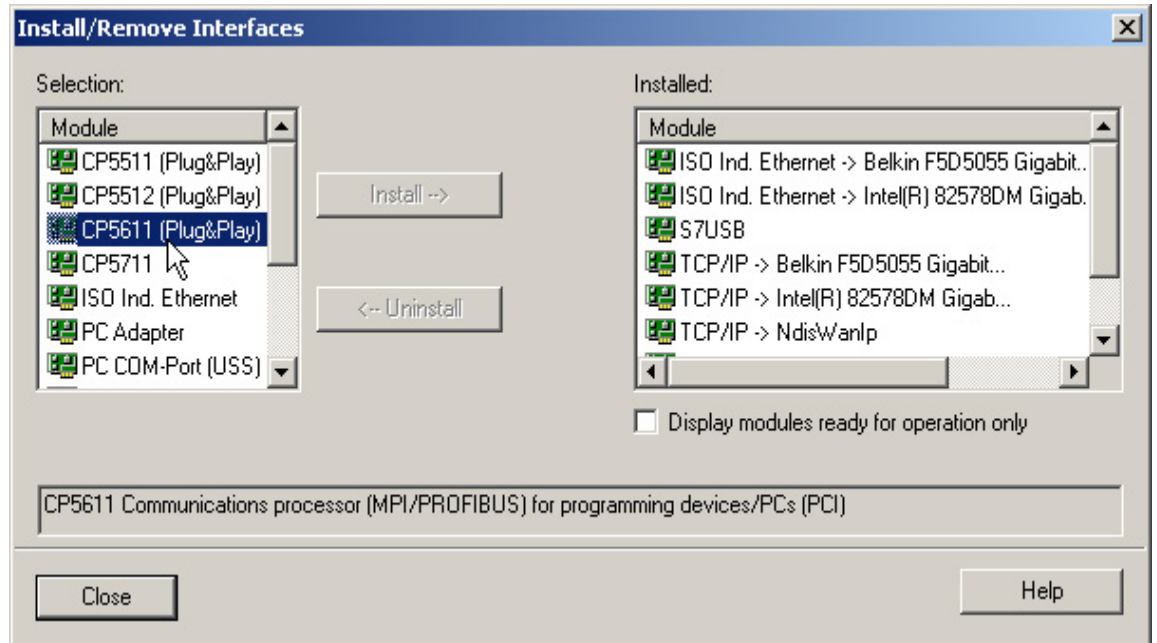 Install/Remove Interfaces
Selection:
Module
CP5511 (Plug&Play)
CP5512 (Plug&Play)
CP5611 (Plug&Play)
CP5711
ISO Ind. Ethernet
PC Adapter
PC COM-Port (USS)
Install -->
<-- Uninstall
Installed:
Module
ISO Ind. Ethernet -> Belkin F5D5055 Gigabit..
ISO Ind. Ethernet -> Intel(R) 82578DM Gigab.
S7USB
TCP/IP -> Belkin F5D5055 Gigabit...
TCP/IP -> Intel(R) 82578DM Gigab...
TCP/IP -> NdisWanIp
Display modules ready for operation only
CP5611 Communications processor (MPI/PROFIBUS) for programming devices/PCs (PCI)
Close
Help